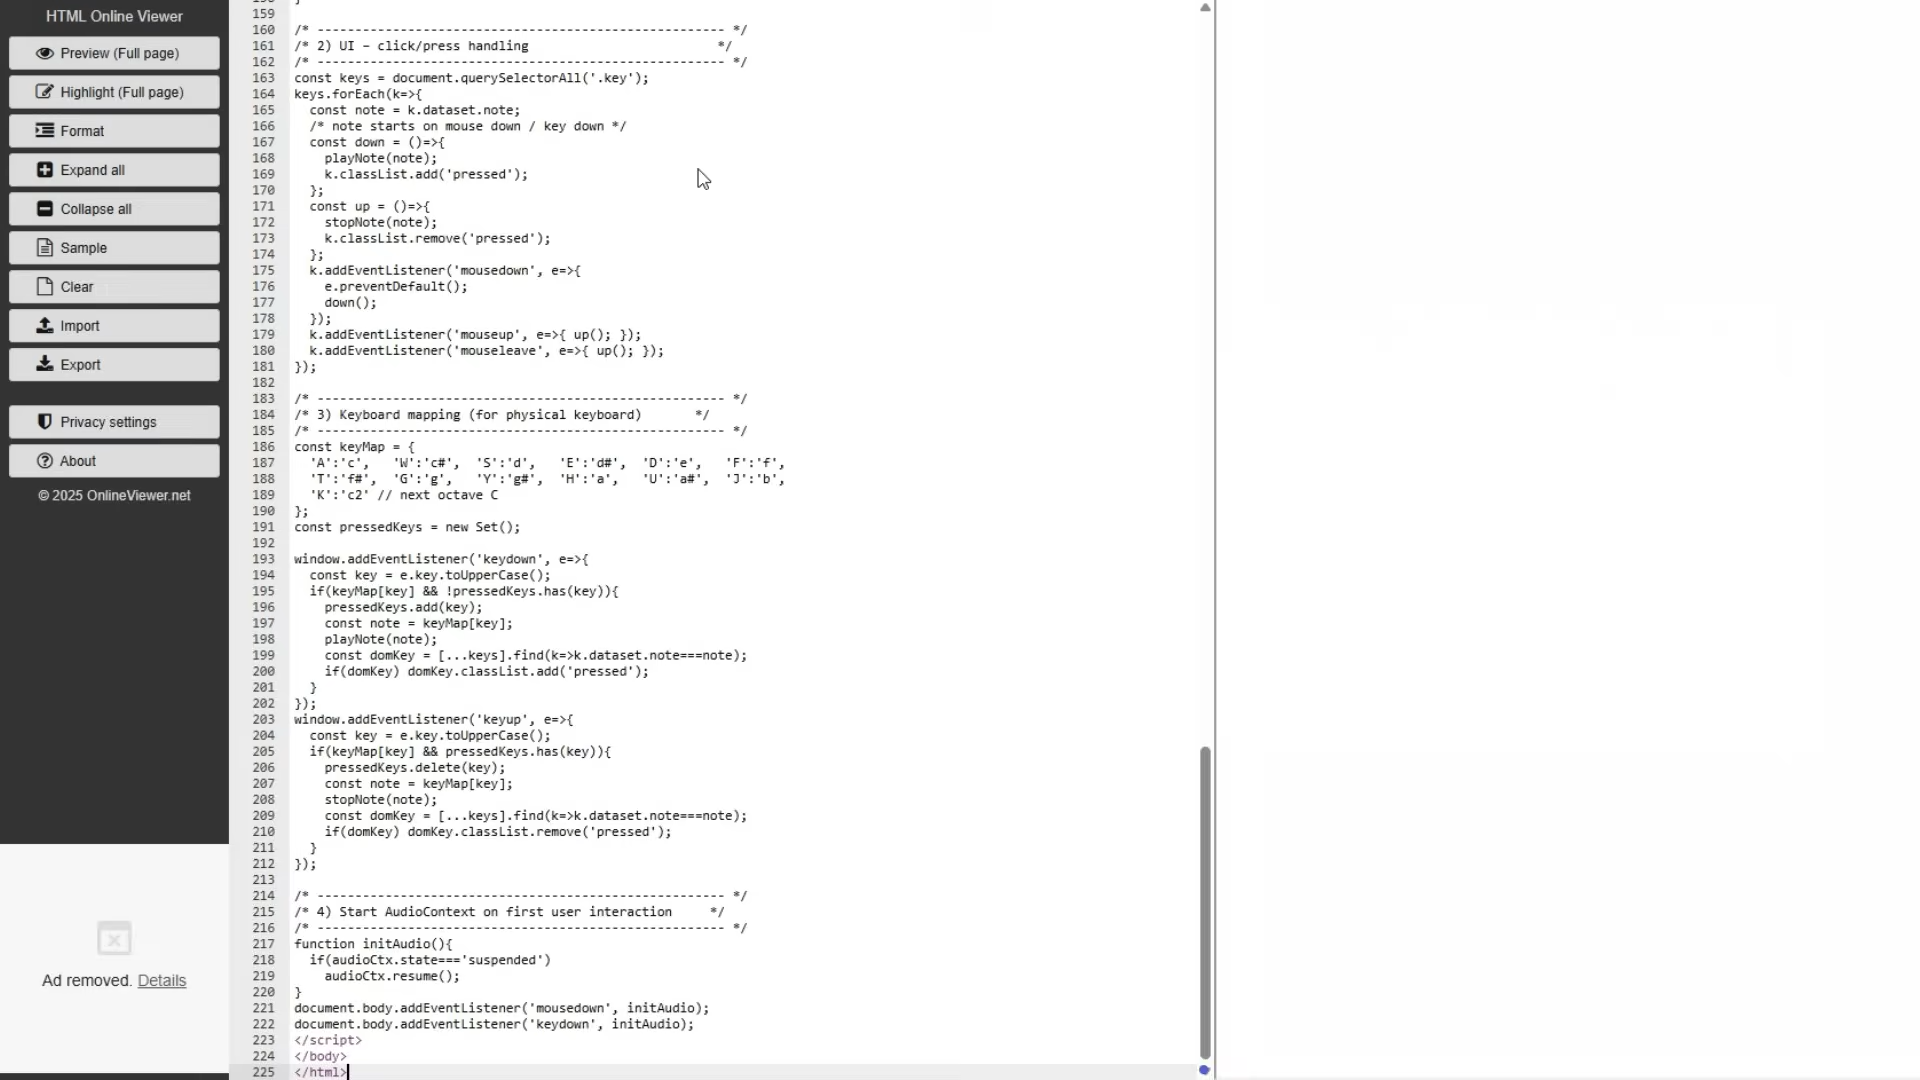 HTML Online Viewer
Preview (Full page)
Highlight (Full page)
Format
Expand all
Collapse all
Sample
Clear
Import
Export
Privacy settings
About
© 2025 OnlineViewer.net
Ad removed. Details
159
160 /* ------------------------------------------------------ */
161 /* 2) UI – click/press handling                         */
162 /* ------------------------------------------------------ */
163 const keys = document.querySelectorAll('.key');
164 keys.forEach(k=>{
165   const note = k.dataset.note;
166   /* note starts on mouse down / key down */
167   const down = ()=>{
168     playNote(note);
169     k.classList.add('pressed');
170   };
171   const up = ()=>{
172     stopNote(note);
173     k.classList.remove('pressed');
174   };
175   k.addEventListener('mousedown', e=>{
176     e.preventDefault();
177     down();
178   });
179   k.addEventListener('mouseup', e=>{ up(); });
180   k.addEventListener('mouseleave', e=>{ up(); });
181 });
182
183 /* ------------------------------------------------------ */
184 /* 3) Keyboard mapping (for physical keyboard)       */
185 /* ------------------------------------------------------ */
186 const keyMap = {
187   'A':'c',   'W':'c#',  'S':'d',   'E':'d#',  'D':'e',   'F':'f',
188   'T':'f#',  'G':'g',   'Y':'g#',  'H':'a',   'U':'a#',  'J':'b',
189   'K':'c2' // next octave C
190 };
191 const pressedKeys = new Set();
192
193 window.addEventListener('keydown', e=>{
194   const key = e.key.toUpperCase();
195   if(keyMap[key] && !pressedKeys.has(key)){
196     pressedKeys.add(key);
197     const note = keyMap[key];
198     playNote(note);
199     const domKey = [...keys].find(k=>k.dataset.note===note);
200     if(domKey) domKey.classList.add('pressed');
201   }
202 });
203 window.addEventListener('keyup', e=>{
204   const key = e.key.toUpperCase();
205   if(keyMap[key] && pressedKeys.has(key)){
206     pressedKeys.delete(key);
207     const note = keyMap[key];
208     stopNote(note);
209     const domKey = [...keys].find(k=>k.dataset.note===note);
210     if(domKey) domKey.classList.remove('pressed');
211   }
212 });
213
214 /* ------------------------------------------------------ */
215 /* 4) Start AudioContext on first user interaction     */
216 /* ------------------------------------------------------ */
217 function initAudio(){
218   if(audioCtx.state==='suspended')
219     audioCtx.resume();
220 }
221 document.body.addEventListener('mousedown', initAudio);
222 document.body.addEventListener('keydown', initAudio);
223 </script>
224 </body>
225 </html>